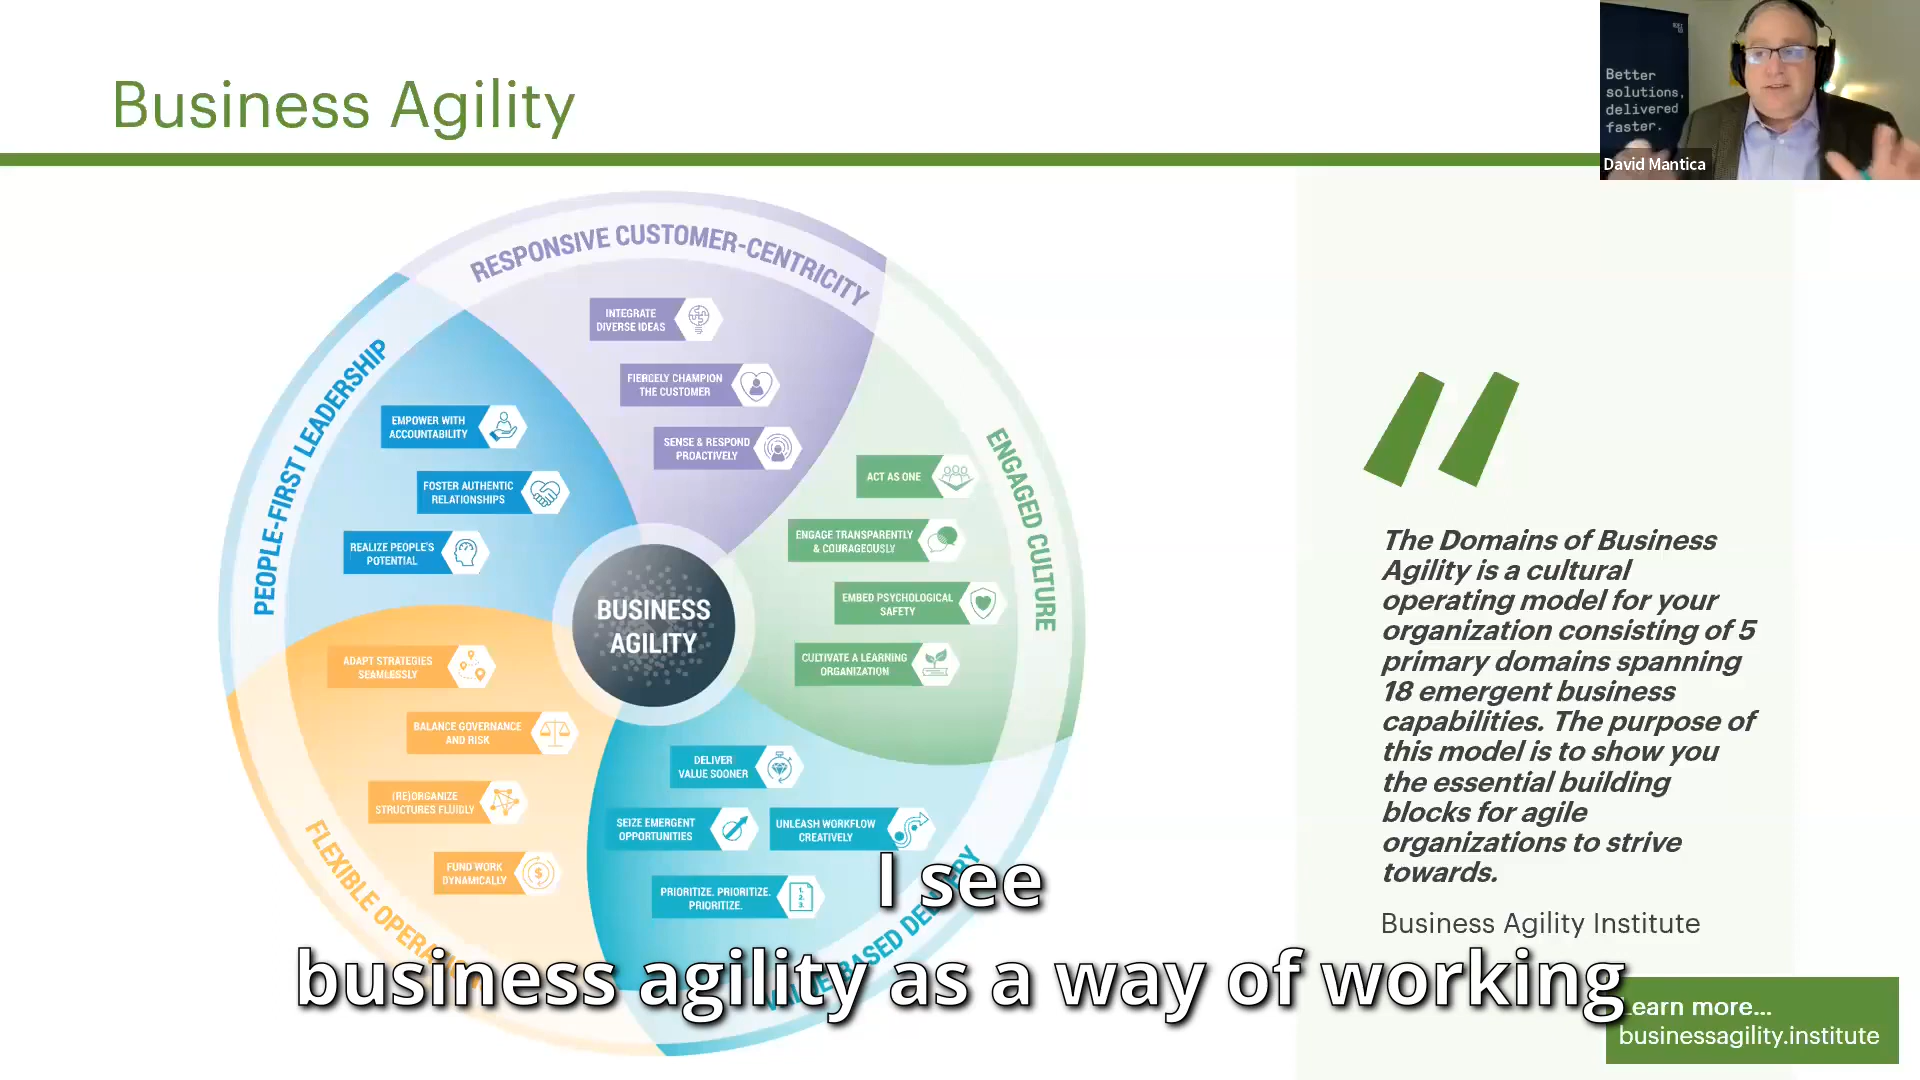 Business Agility
Better
solutions,
delivered
faster.
David Mantica
RESPONSIVE CUSTOMER-CENTRICITY
INTEGRATE
DIVERSE IDEAS
FIERCELY CHAMPION
THE CUSTOMER
SENSE & RESPOND
PROACTIVELY
PEOPLE-FIRST LEADERSHIP
EMPOWER WITH
ACCOUNTABILITY
FOSTER AUTHENTIC
RELATIONSHIPS
REALIZE PEOPLE'S
POTENTIAL
ENGAGED CULTURE
ACT AS ONE
ENGAGE TRANSPARENTLY
& COURAGEOUSLY
EMBED PSYCHOLOGICAL
SAFETY
CULTIVATE A LEARNING
ORGANIZATION
BUSINESS
AGILITY
ADAPT STRATEGIES
SEAMLESSLY
BALANCE GOVERNANCE
AND RISK
(RE)ORGANIZE
STRUCTURES FLUIDLY
FUND WORK
DYNAMICALLY
FLEXIBLE
DELIVER
VALUE SOONER
SEIZE EMERGENT
OPPORTUNITIES
UNLEASH WORKFLOW
CREATIVELY
PRIORITIZE. PRIORITIZE.
PRIORITIZE.
1.
2.
3.
$
BASED
The Domains of Business
Agility is a cultural
operating model for your
organization consisting of 5
primary domains spanning
18 emergent business
capabilities. The purpose of
this model is to show you
the essential building
blocks for agile
organizations to strive
towards.
Business Agility Institute
I see
business agility as a way of working
Learn more...
businessagility.institute